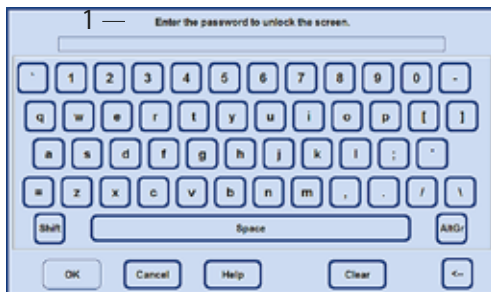 1 — Enter the password to unlock the screen.
` 1 2 3 4 5 6 7 8 9 0 -
q w e r t y u i o p [ ]
a s d f g h j k l ; '
= z x c v b n m , . / \
Shift Space AltGr
OK Cancel Help Clear <--